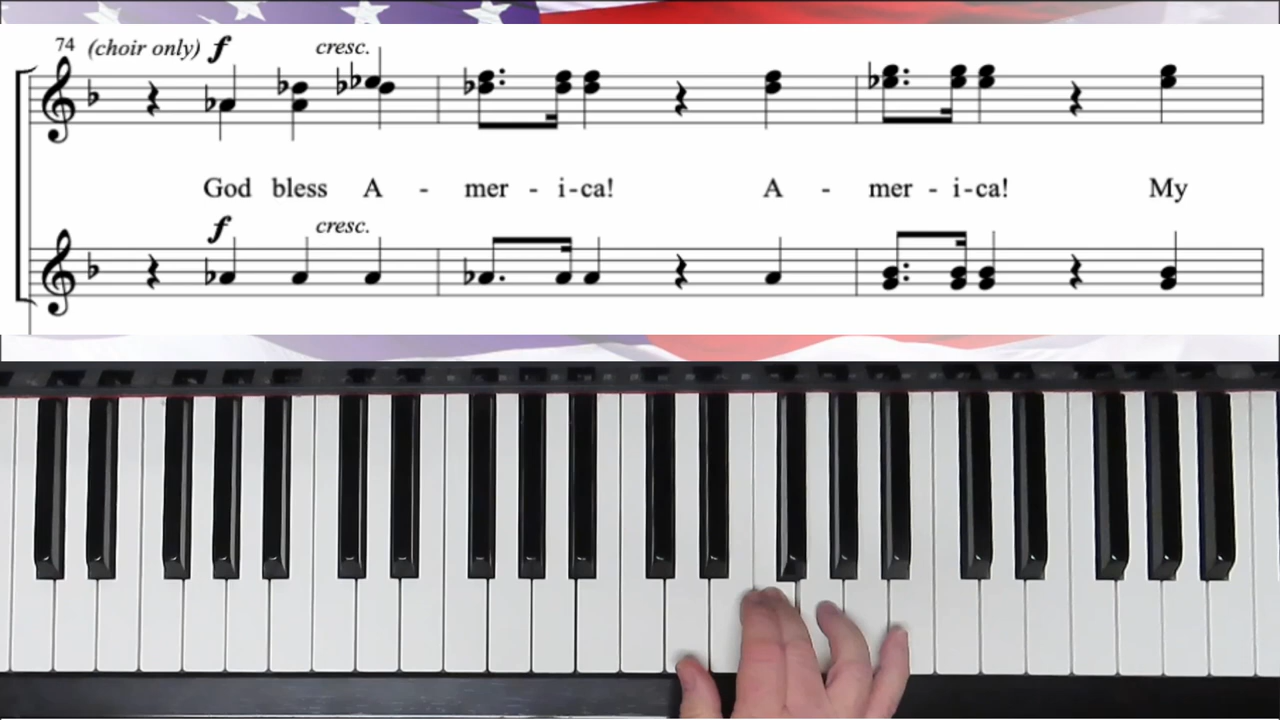 74 (choir only) f cresc.
God bless A - mer - i-ca! A - mer - i-ca! My
f cresc.